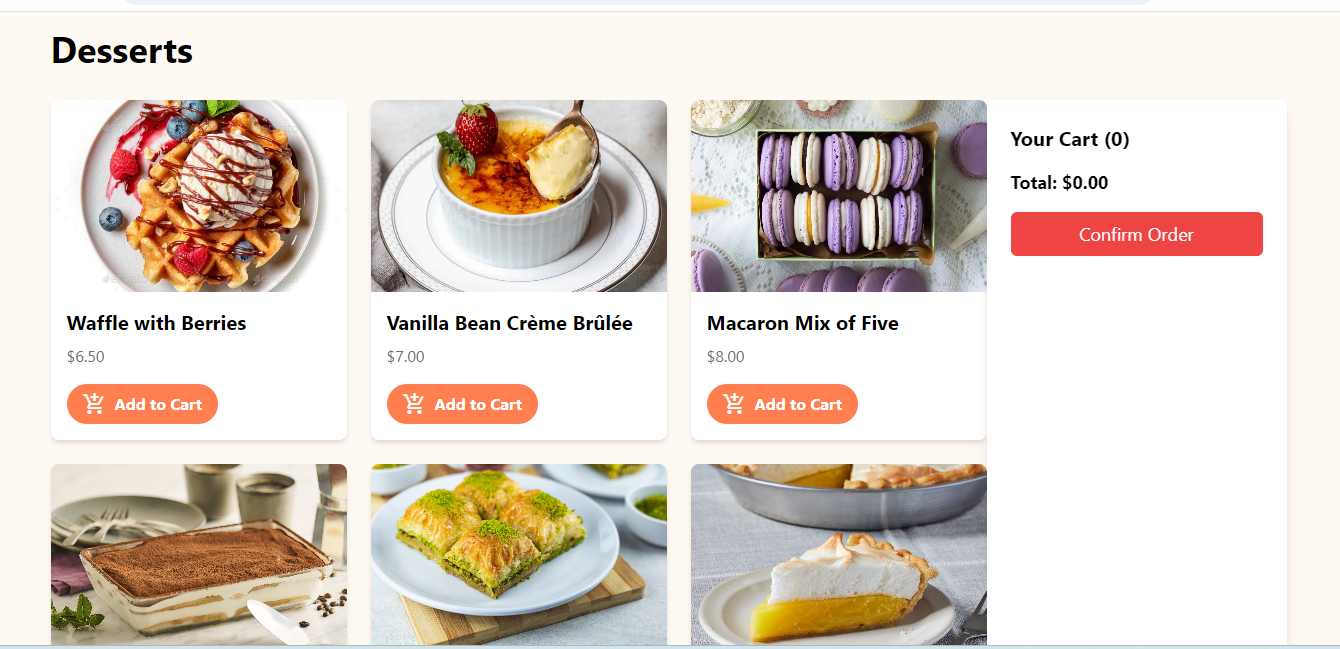 Desserts
Waffle with Berries
$6.50
Add to Cart
Vanilla Bean Crème Brûlée
$7.00
Add to Cart
Macaron Mix of Five
$8.00
Add to Cart
Your Cart (0)
Total: $0.00
Confirm Order